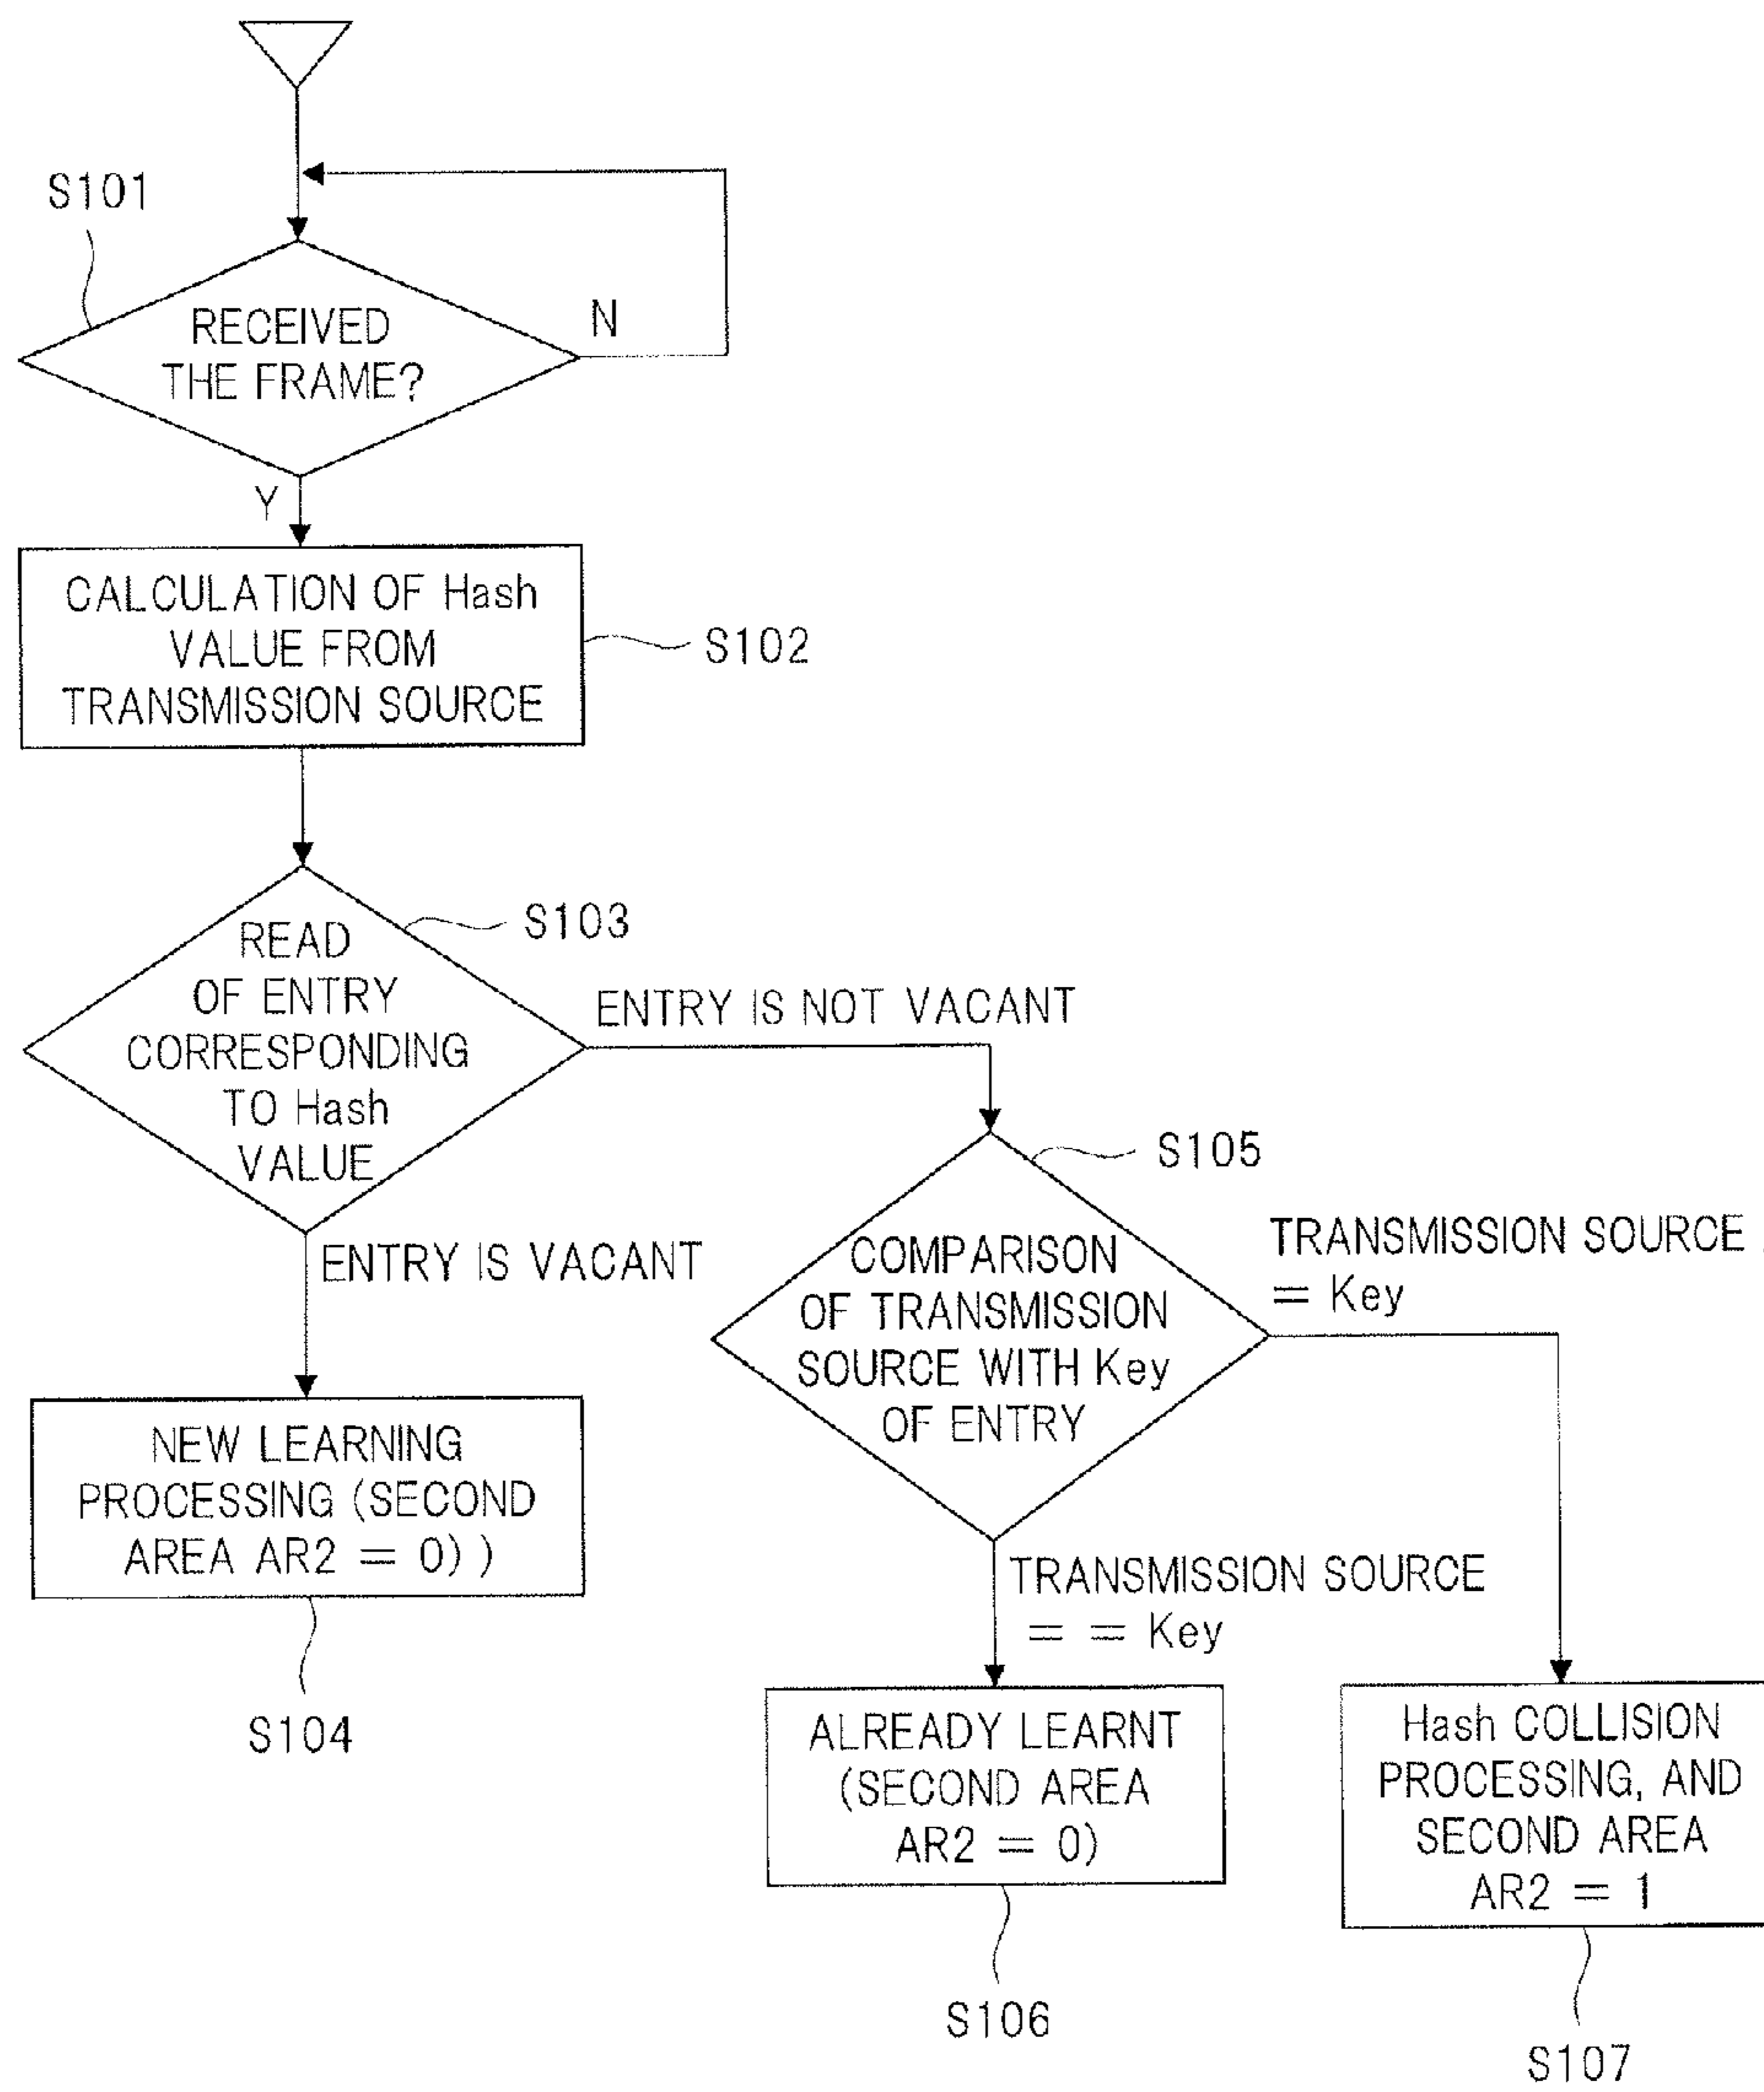 S101
RECEIVED
THE FRAME?
N
Y
CALCULATION OF Hash
VALUE FROM
TRANSMISSION SOURCE
S102
READ
OF ENTRY
CORRESPONDING
TO Hash
VALUE
S103
ENTRY IS NOT VACANT
ENTRY IS VACANT
NEW LEARNING
PROCESSING (SECOND
AREA AR2 = 0))
S104
S105
COMPARISON
OF TRANSMISSION
SOURCE WITH Key
OF ENTRY
TRANSMISSION SOURCE
= Key
TRANSMISSION SOURCE
= = Key
ALREADY LEARNT
(SECOND AREA
AR2 = 0)
S106
Hash COLLISION
PROCESSING, AND
SECOND AREA
AR2 = 1
S107